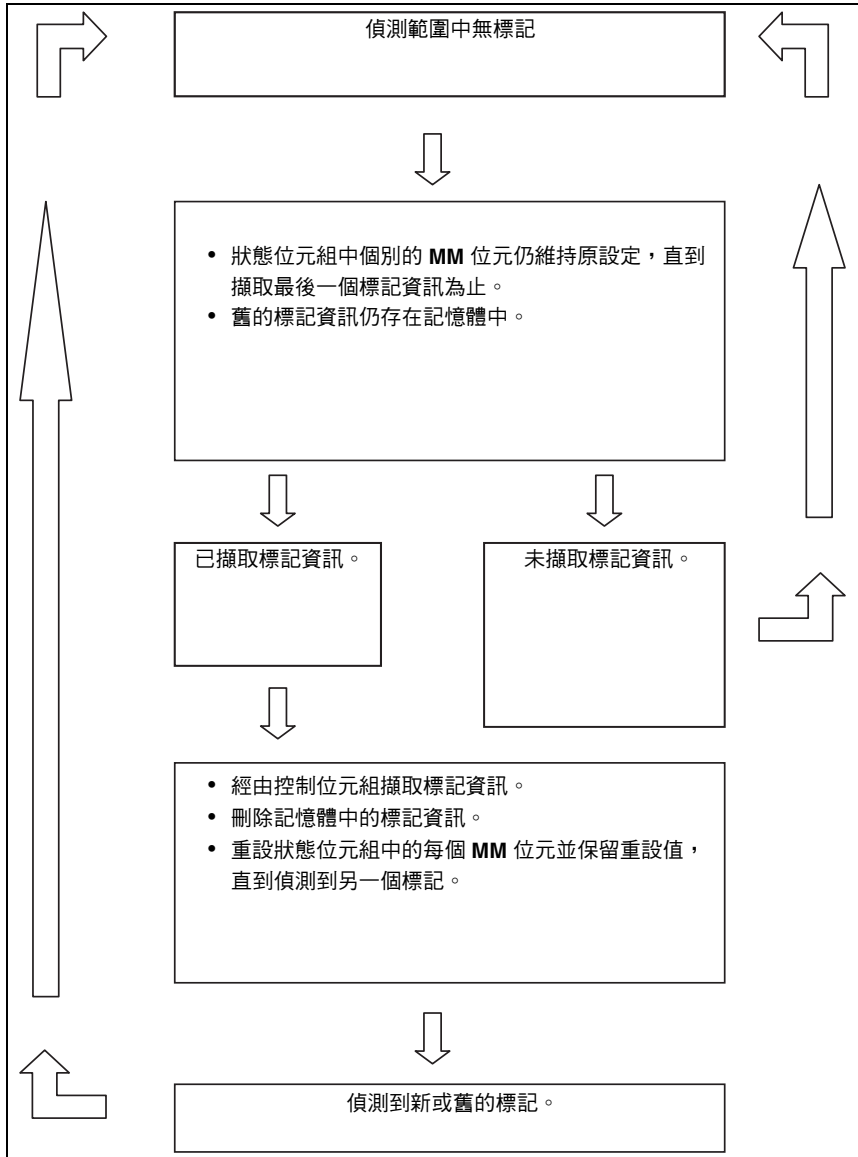 偵測範圍中無標記
• 狀態位元組中個別的 MM 位元仍維持原設定，直到
擷取最後一個標記資訊為止。
• 舊的標記資訊仍存在記憶體中。
已擷取標記資訊。
未擷取標記資訊。
• 經由控制位元組擷取標記資訊。
• 刪除記憶體中的標記資訊。
• 重設狀態位元組中的每個 MM 位元並保留重設值，
直到偵測到另一個標記。
偵測到新或舊的標記。